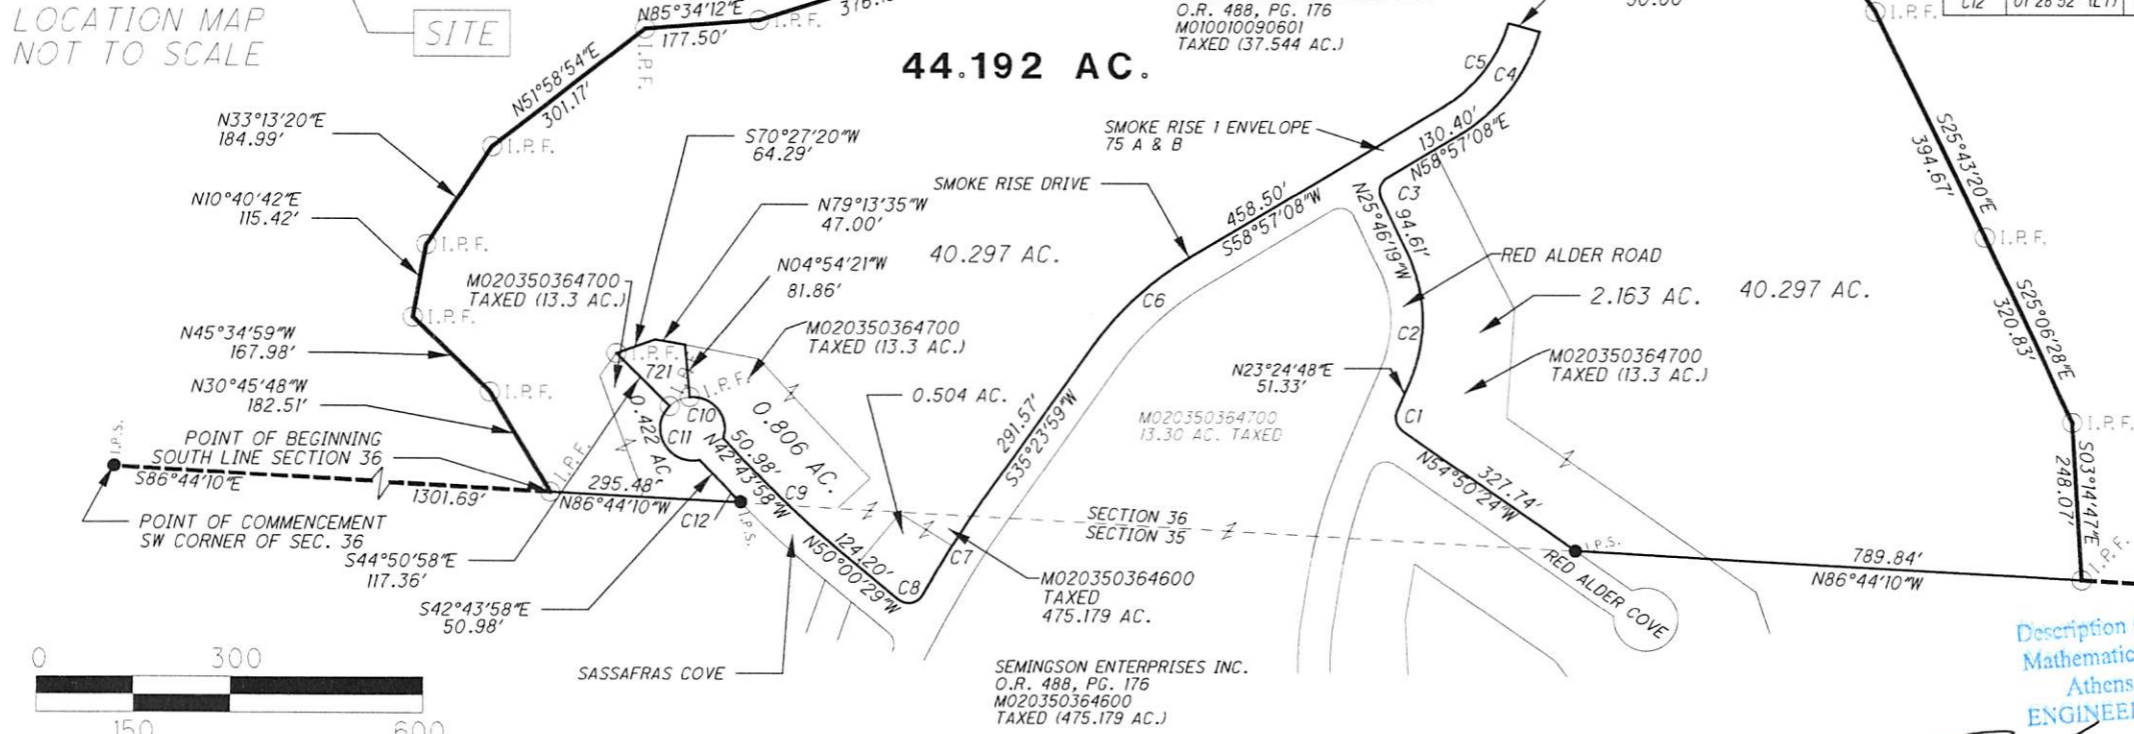 LOCATION MAP
NOT TO SCALE
SITE
N85°34'12"E
177.50'
I.P.F.
I.P.F.
44.192 AC.
O.R. 488, PG. 176
M010010090601
TAXED (37.544 AC.)
C5
C4
I.P.F.
C12
N51°58'54"E
301.17'
N33°13'20"E
184.99'
I.P.F.
S70°27'20"W
64.29'
SMOKE RISE 1 ENVELOPE
75 A & B
130.40'
N58°57'08"E
S25°43'20"E
394.67'
N10°40'42"E
115.42'
I.P.F.
SMOKE RISE DRIVE
N79°13'35"W
47.00'
458.50'
S58°57'08"W
C3
N25°46'19"W
94.61'
I.P.F.
M020350364700
TAXED (13.3 AC.)
N04°54'21"W
81.86'
40.297 AC.
RED ALDER ROAD
2.163 AC.
40.297 AC.
I.P.F.
C6
C2
S25°06'28"E
320.83'
N45°34'59"W
167.98'
M020350364700
TAXED (13.3 AC.)
I.P.F.
721
I.P.F.
M020350364700
TAXED (13.3 AC.)
N23°24'48"E
51.33'
N30°45'48"W
182.51'
I.P.F.
0.504 AC.
C10
C11
0.806 AC.
0.422 AC.
291.57'
S35°23'59"W
M020350364700
13.30 AC. TAXED
C1
I.P.F.
I.P.S.
POINT OF BEGINNING
SOUTH LINE SECTION 36
I.P.F.
50.98'
N42°43'58"W
327.74'
N54°50'24"W
S03°14'47"E
248.07'
S86°44'10"E
1301.69'
295.48'
N86°44'10"W
C9
C12
I.P.S.
POINT OF COMMENCEMENT
SW CORNER OF SEC. 36
SECTION 36
SECTION 35
I.P.S.
S44°50'58"E
117.36'
124.20'
N50°00'29"W
C7
C8
789.84'
N86°44'10"W
I.P.F.
M020350364600
TAXED
475.179 AC.
RED ALDER COVE
S42°43'58"E
50.98'
SASSAFRAS COVE
SEMINGSON ENTERPRISES INC.
O.R. 488, PG. 176
M020350364600
TAXED (475.179 AC.)
Description
Mathematic
Athens
ENGINEE
0 300
150 600